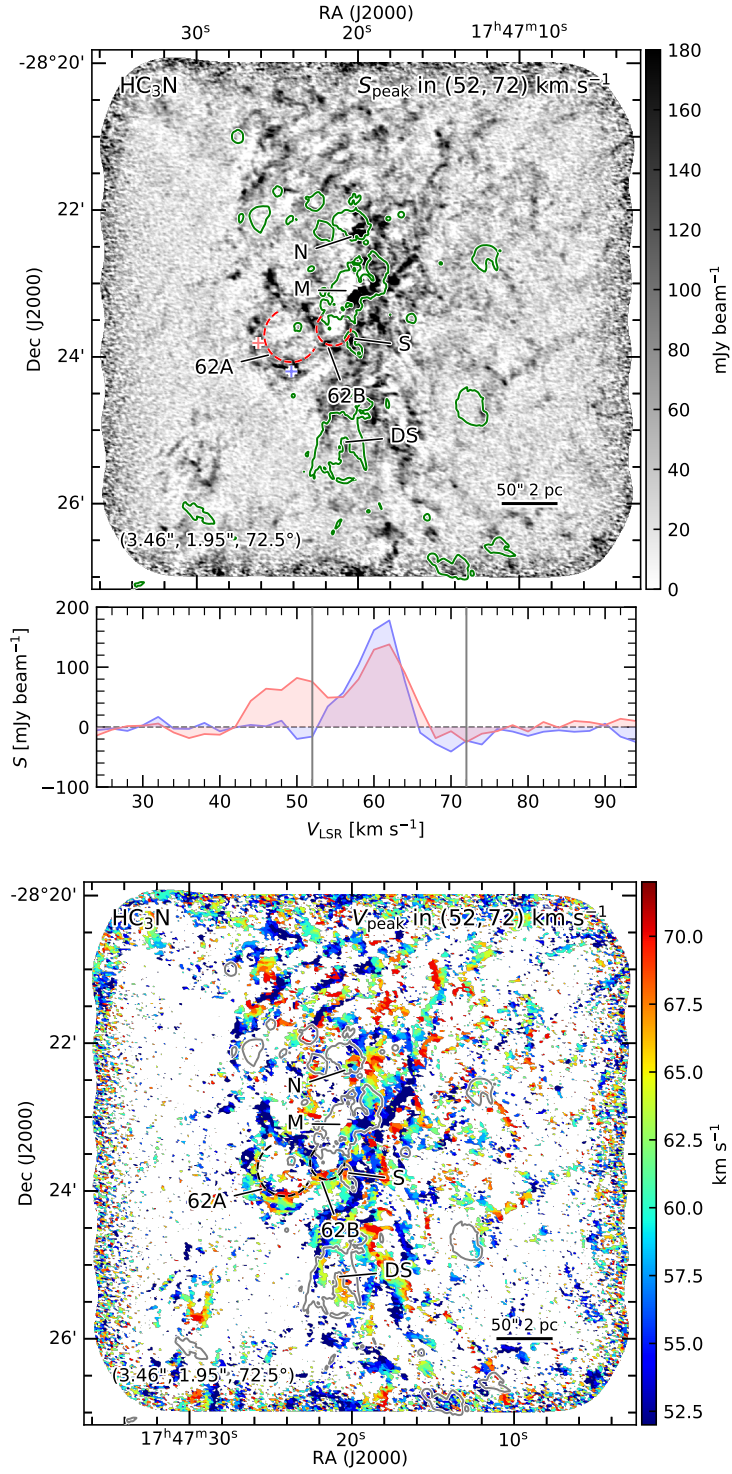 RA (J2000)
30ˢ 20ˢ 17ʰ47ᵐ10ˢ
-28°20' 22' 24' 26'
Dec (J2000)
HC₃N
S_peak in (52, 72) km s⁻¹
N
M
S
62A
62B
DS
50" 2 pc
(3.46", 1.95", 72.5°)
180 160 140 120 100 80 60 40 20 0
mJy beam⁻¹
200 100 0 −100
S [mJy beam⁻¹]
30 40 50 60 70 80 90
V_LSR [km s⁻¹]
-28°20' 22' 24' 26'
Dec (J2000)
HC₃N
V_peak in (52, 72) km s⁻¹
N
M
S
62A
62B
DS
50" 2 pc
(3.46", 1.95", 72.5°)
70.0 67.5 65.0 62.5 60.0 57.5 55.0 52.5
km s⁻¹
17ʰ47ᵐ30ˢ 20ˢ 10ˢ
RA (J2000)